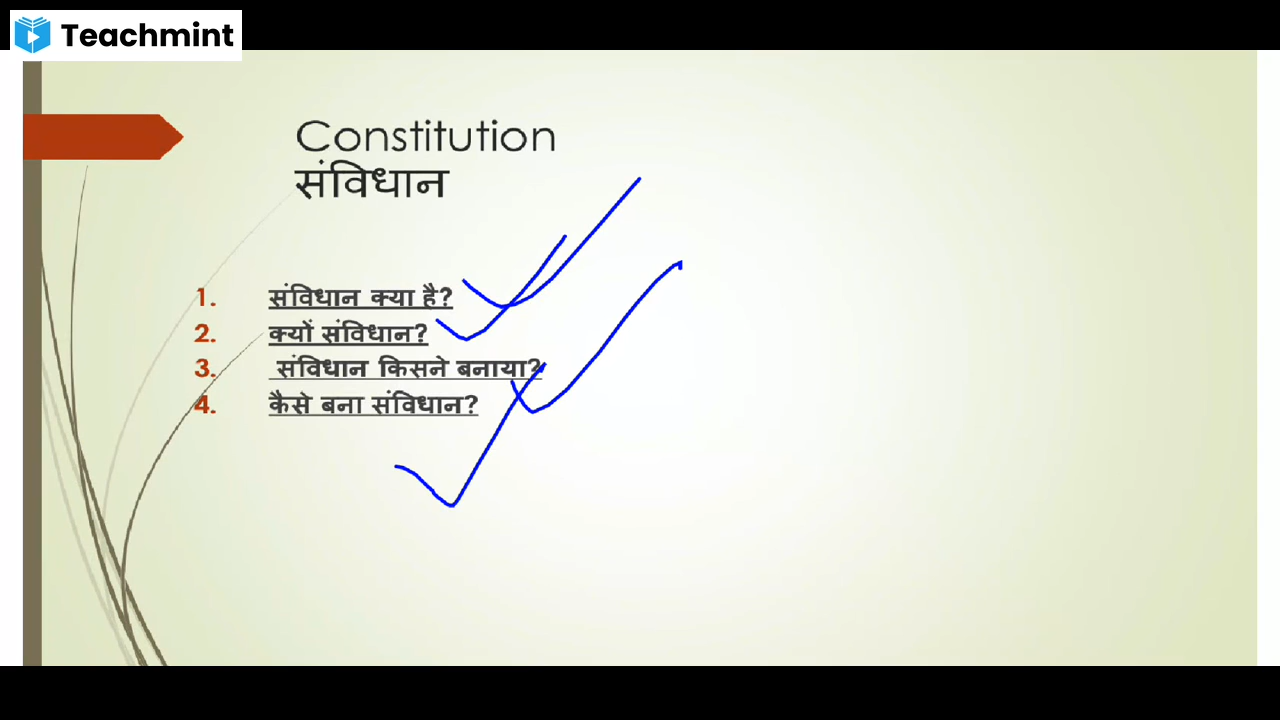 Teachmint
Constitution
संविधान
1. संविधान क्या है?
2. क्यों संविधान?
3. संविधान किसने बनाया?
4. कैसे बना संविधान?